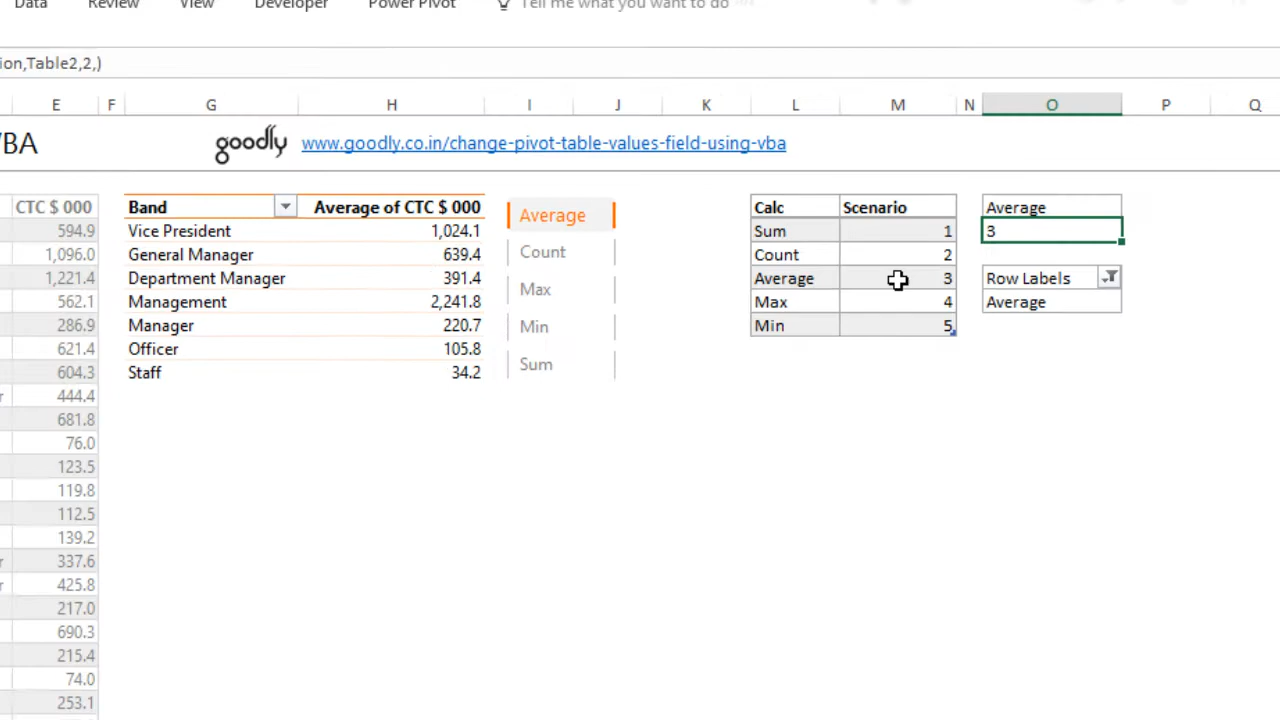 Data Review View Developer Power Pivot Tell me what you want to do
ion,Table2,2,)
E F G H I J K L M N O P Q
VBA goodly www.goodly.co.in/change-pivot-table-values-field-using-vba
CTC $ 000 Band Average of CTC $ 000 Average Calc Scenario Average
594.9 Vice President 1,024.1 Sum 1 3
1,096.0 General Manager 639.4 Count Count 2
1,221.4 Department Manager 391.4 Max Average 3 Row Labels
562.1 Management 2,241.8 Max 4 Average
286.9 Manager 220.7 Min Min 5
621.4 Officer 105.8
604.3 Staff 34.2 Sum
r 444.4
681.8
76.0
123.5
119.8
112.5
139.2
r 337.6
r 425.8
217.0
690.3
215.4
74.0
253.1